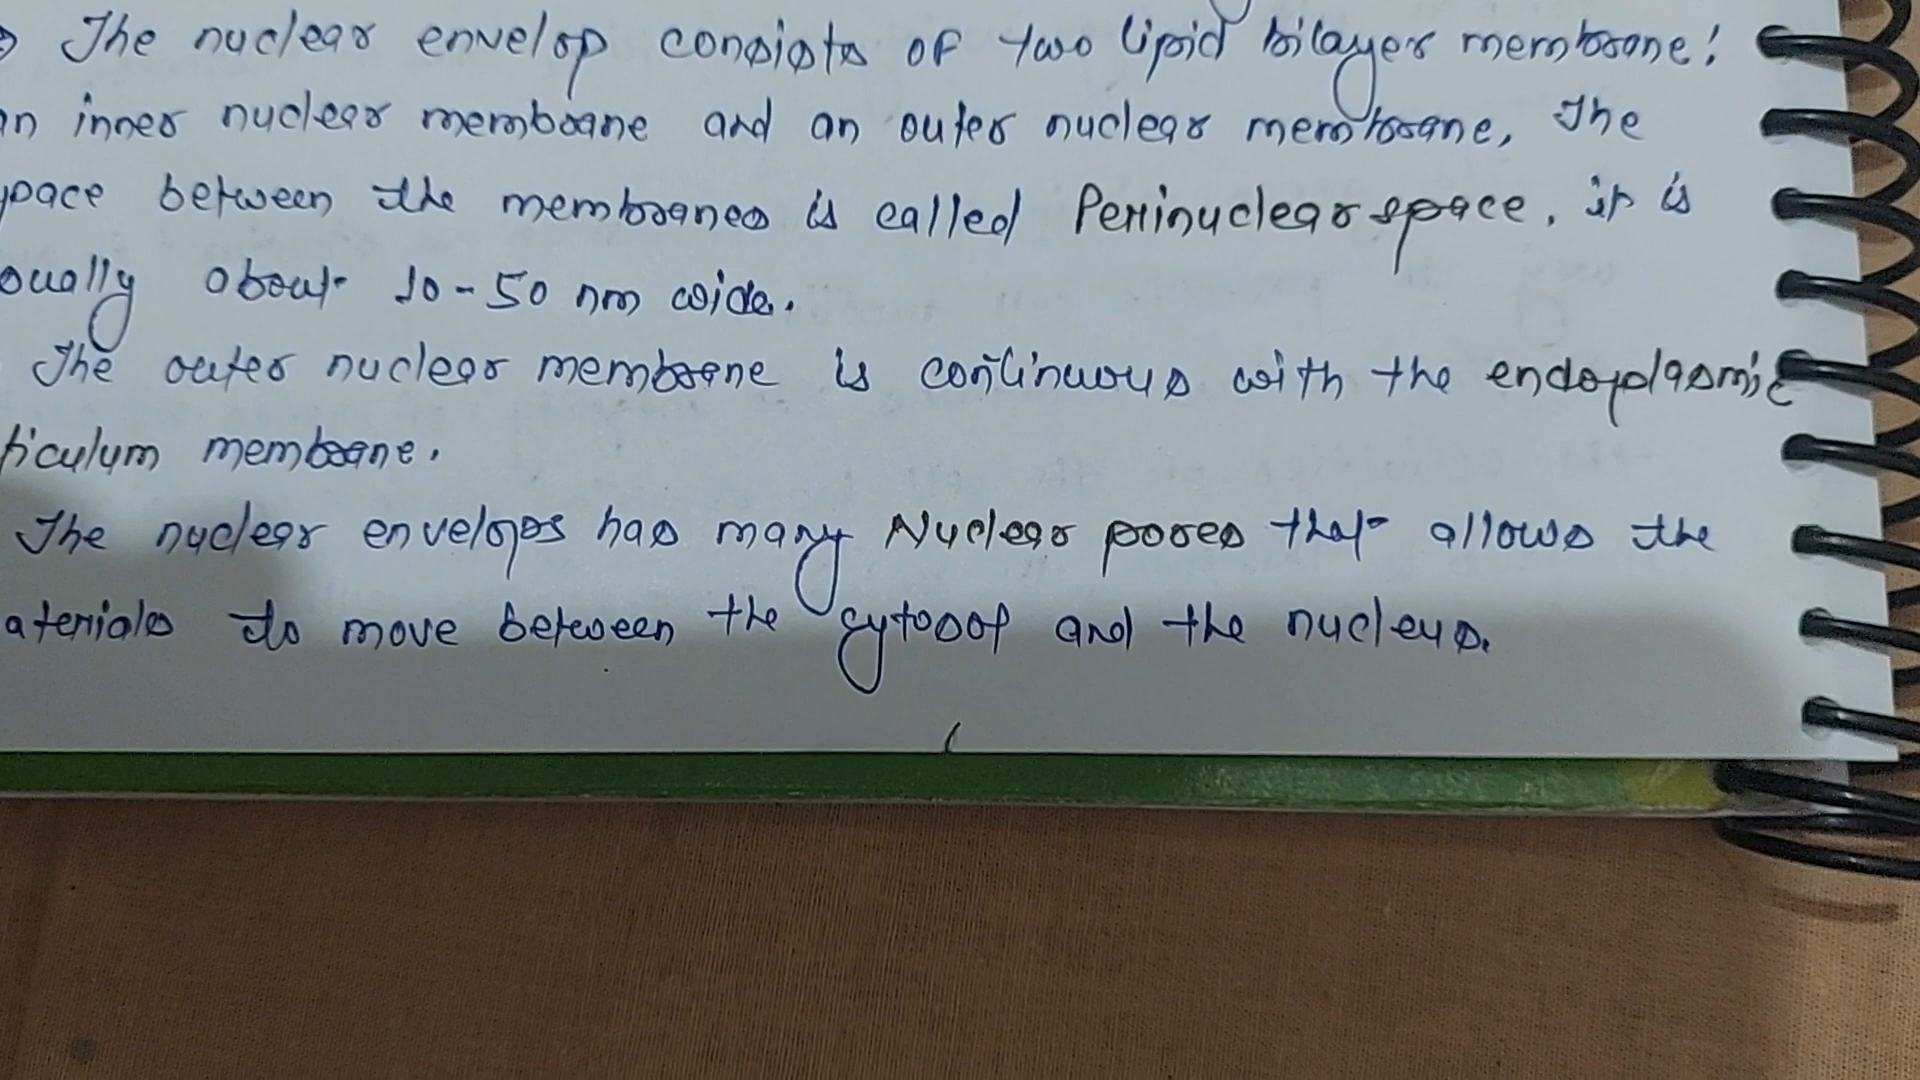 The nuclear envelop consists of two lipid bilayer membrane:
an inner nuclear membrane and an outer nuclear membrane, The
space between the membranes is called Perinuclear space, it is
usually about 10-50 nm wide.
The outer nuclear membrane is continuous with the endoplasmic
ticulum membrane.
The nuclear envelops has many Nuclear pores that allows the
aterials to move between the cytosol and the nucleus.